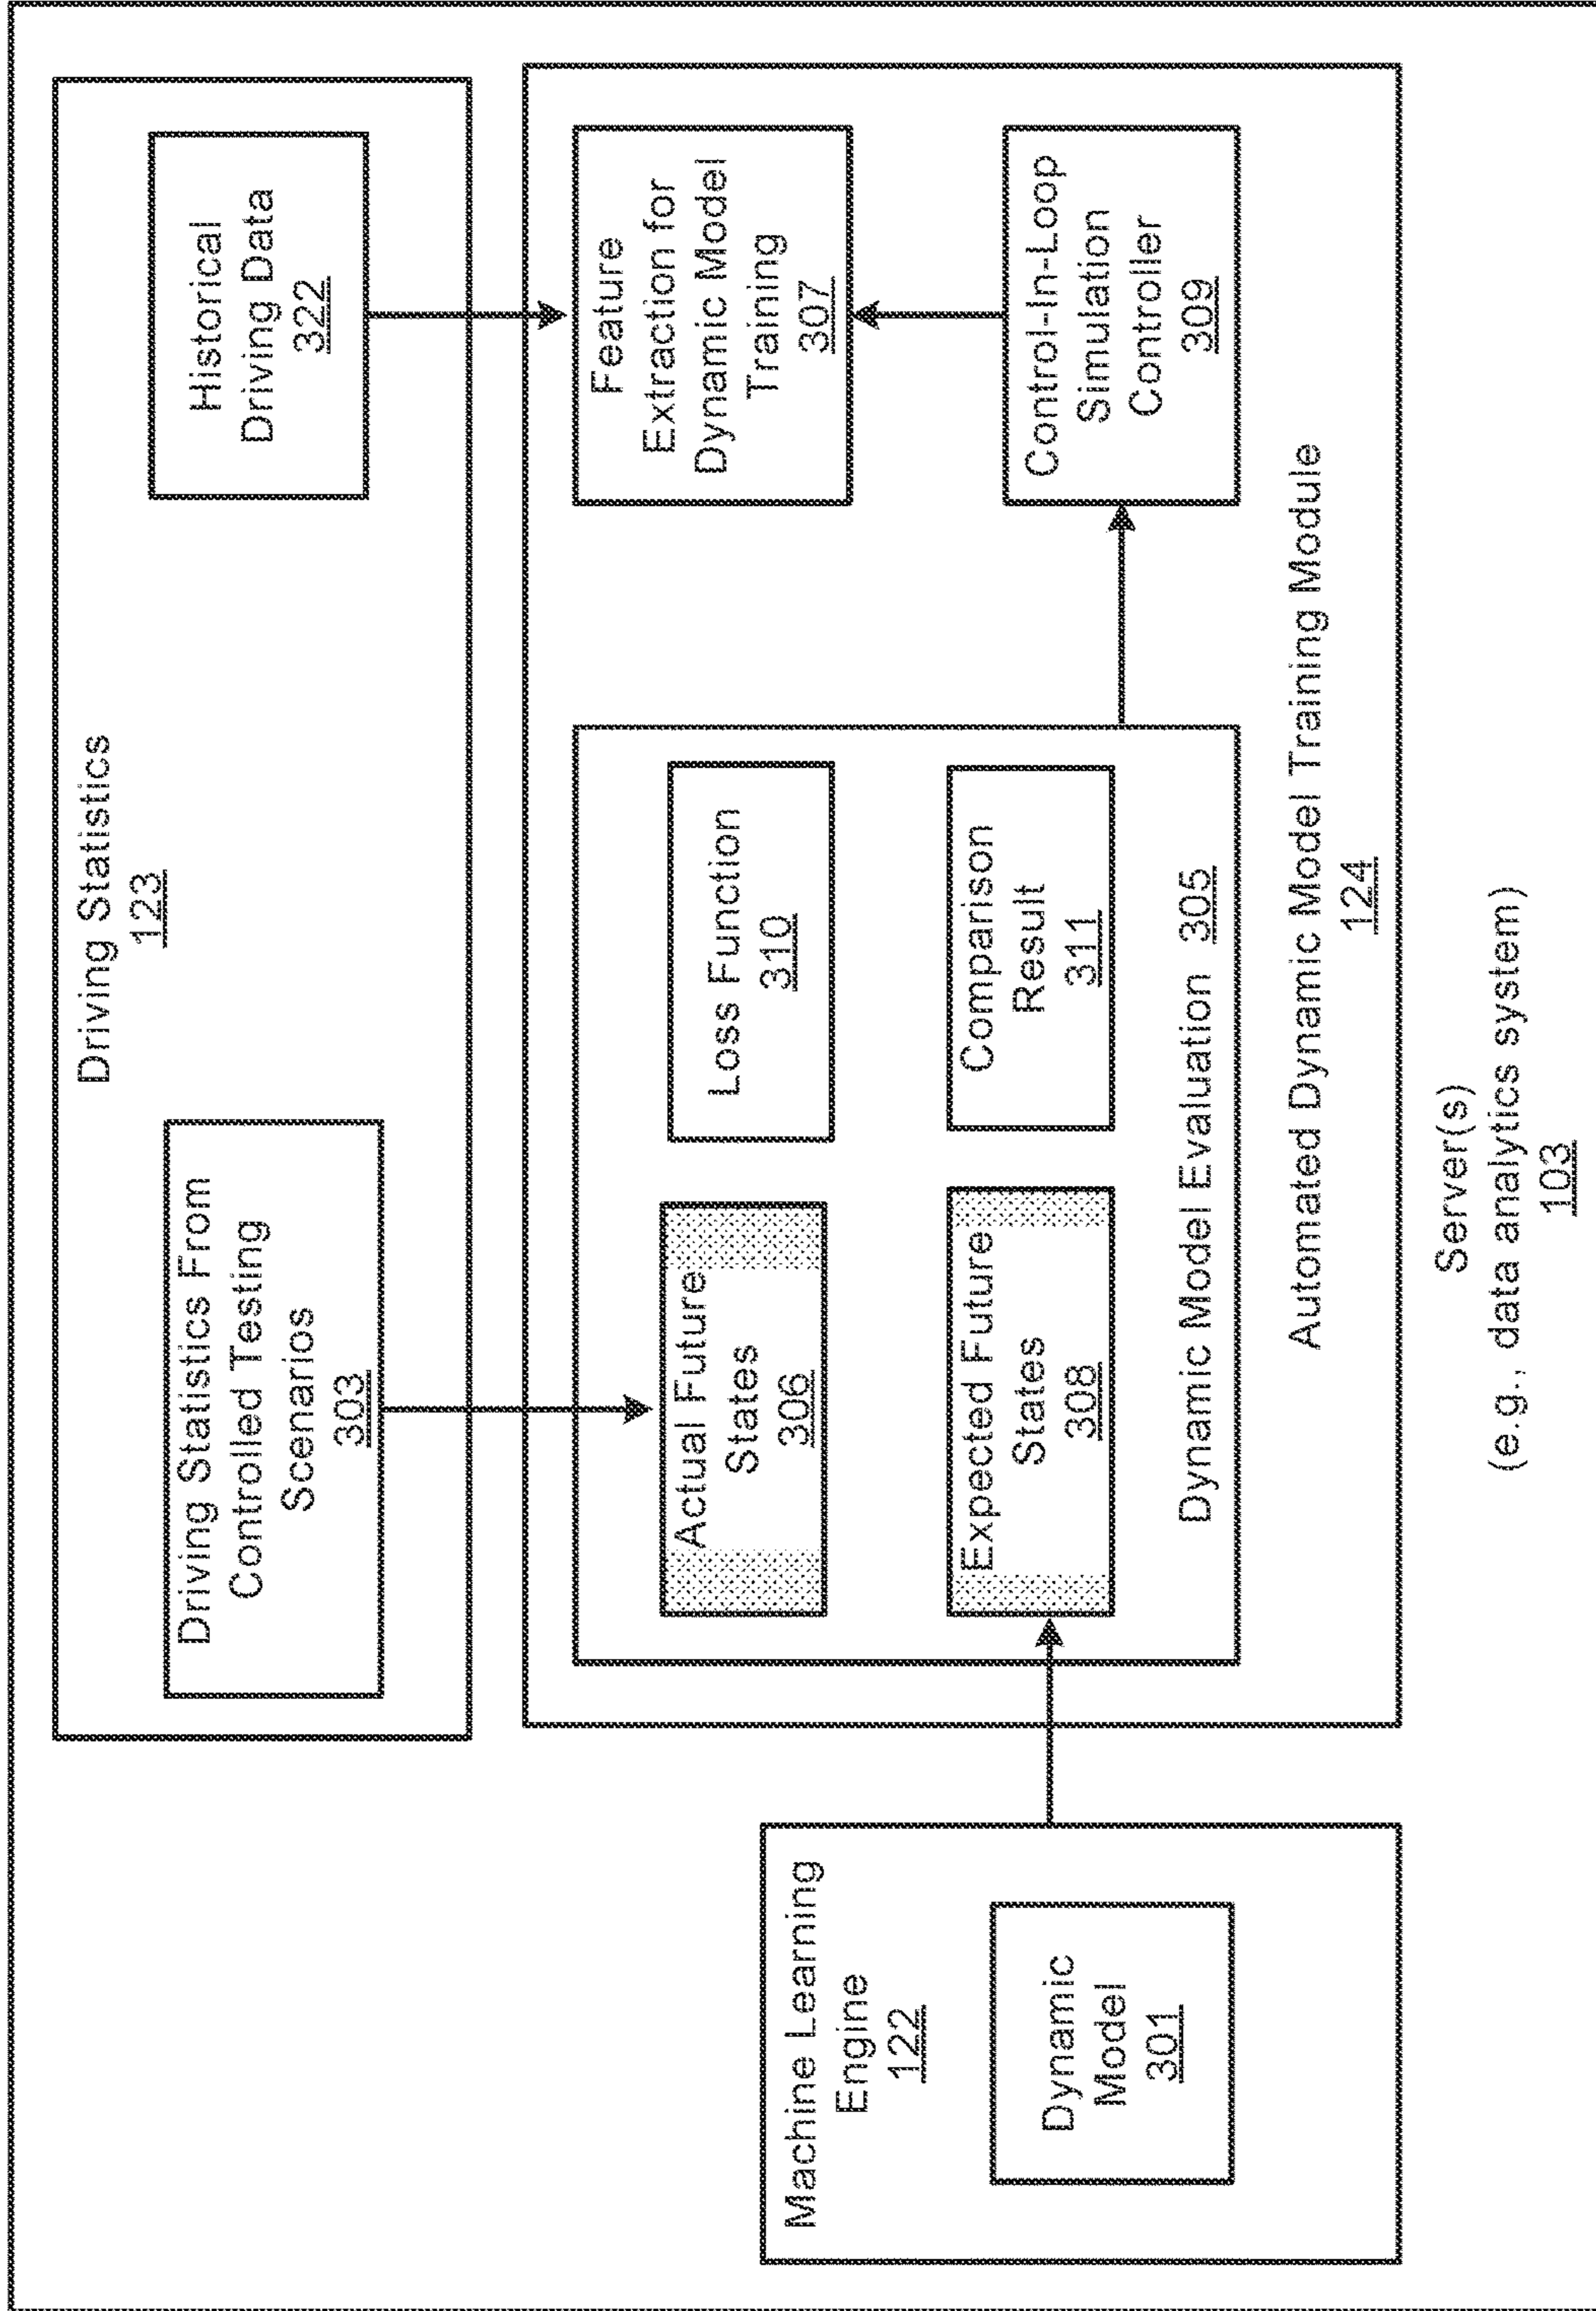 Driving Statistics
123
Driving Statistics From
Controlled Testing
Scenarios
303
Historical
Driving Data
322
Machine Learning
Engine
122
Dynamic
Model
301
Actual Future
States
306
Loss Function
310
Expected Future
States
308
Comparison
Result
311
Dynamic Model Evaluation 305
Feature
Extraction for
Dynamic Model
Training
307
Control-In-Loop
Simulation
Controller
309
Automated Dynamic Model Training Module
124
Server(s)
(e.g., data analytics system)
103